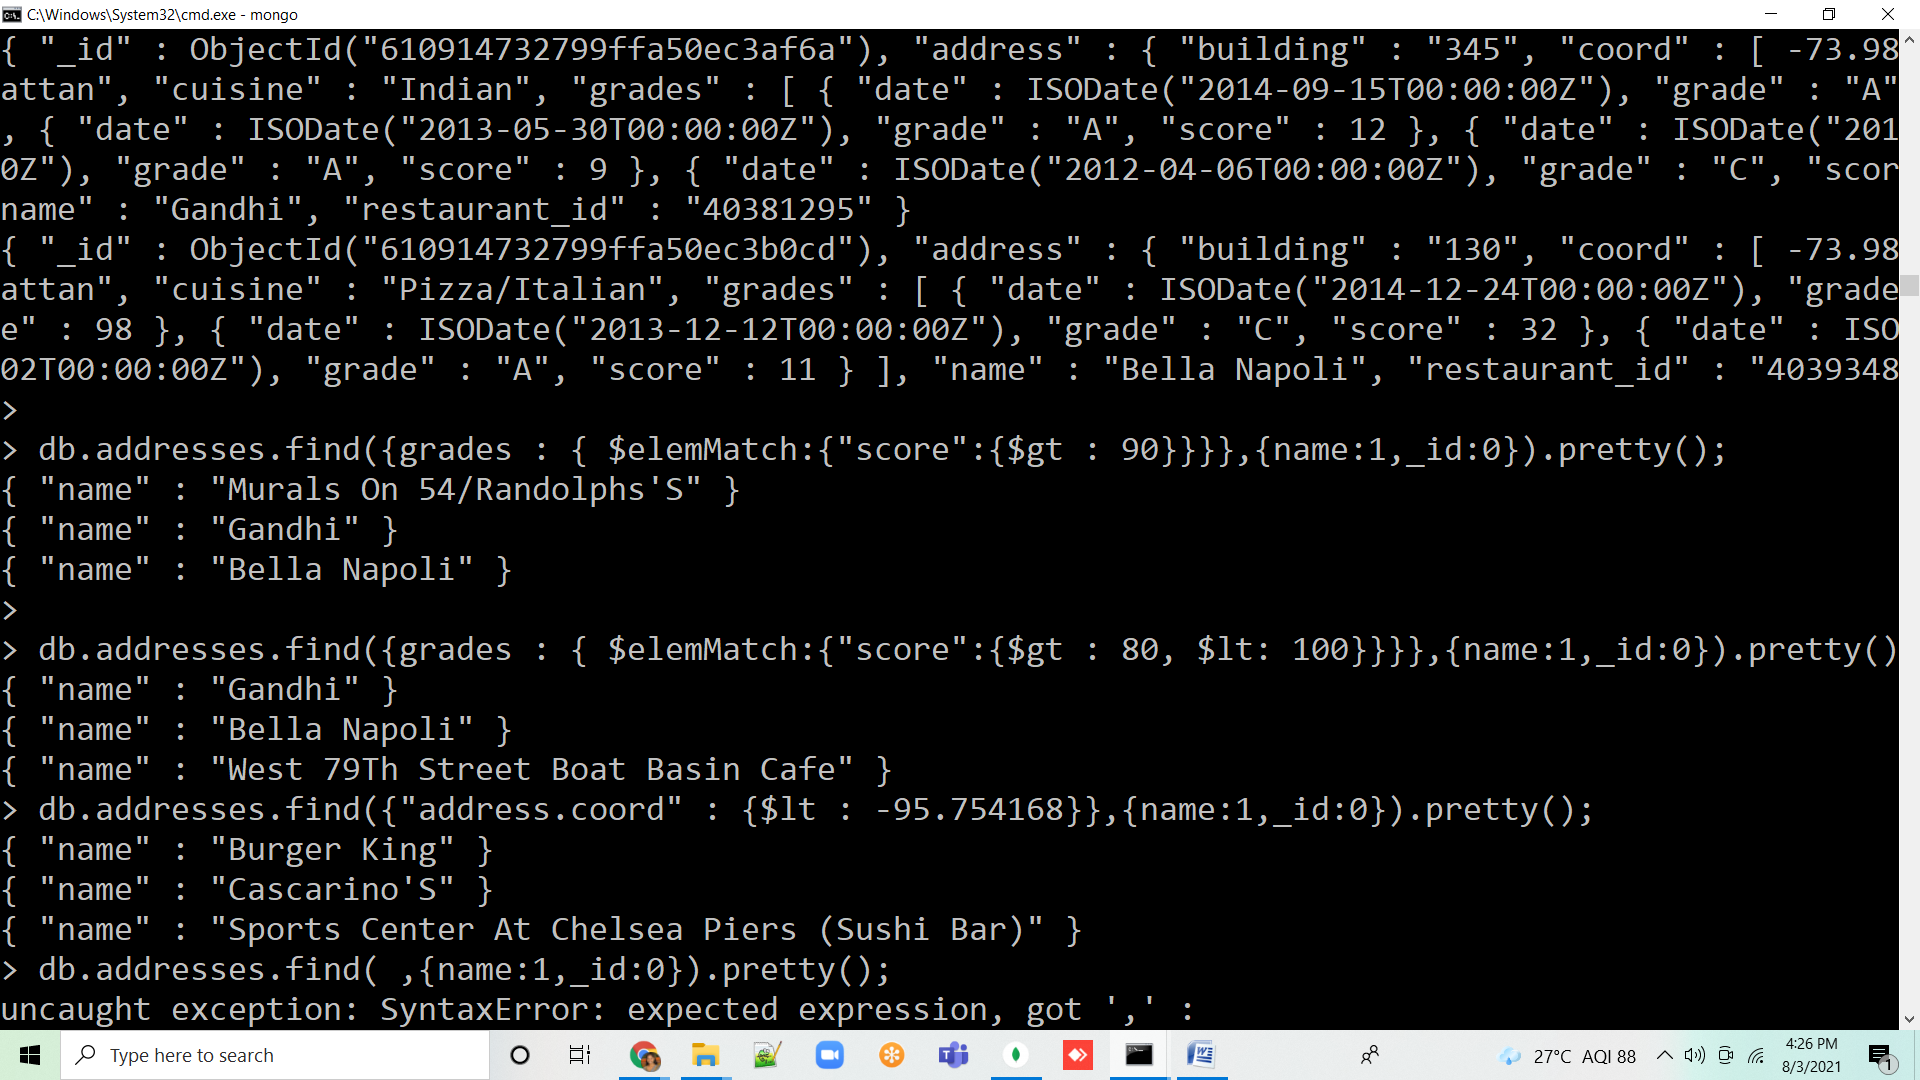 C:\Windows\System32\cmd.exe - mongo
{ "_id" : ObjectId("610914732799ffa50ec3af6a"), "address" : { "building" : "345", "coord" : [ -73.98
attan", "cuisine" : "Indian", "grades" : [ { "date" : ISODate("2014-09-15T00:00:00Z"), "grade" : "A"
, { "date" : ISODate("2013-05-30T00:00:00Z"), "grade" : "A", "score" : 12 }, { "date" : ISODate("201
0Z"), "grade" : "A", "score" : 9 }, { "date" : ISODate("2012-04-06T00:00:00Z"), "grade" : "C", "scor
name" : "Gandhi", "restaurant_id" : "40381295" }
{ "_id" : ObjectId("610914732799ffa50ec3b0cd"), "address" : { "building" : "130", "coord" : [ -73.98
attan", "cuisine" : "Pizza/Italian", "grades" : [ { "date" : ISODate("2014-12-24T00:00:00Z"), "grade
e" : 98 }, { "date" : ISODate("2013-12-12T00:00:00Z"), "grade" : "C", "score" : 32 }, { "date" : ISO
02T00:00:00Z"), "grade" : "A", "score" : 11 } ], "name" : "Bella Napoli", "restaurant_id" : "4039348
>
> db.addresses.find({grades : { $elemMatch:{"score":{$gt : 90}}}},{name:1,_id:0}).pretty();
{ "name" : "Murals On 54/Randolphs'S" }
{ "name" : "Gandhi" }
{ "name" : "Bella Napoli" }
>
> db.addresses.find({grades : { $elemMatch:{"score":{$gt : 80, $lt: 100}}}},{name:1,_id:0}).pretty()
{ "name" : "Gandhi" }
{ "name" : "Bella Napoli" }
{ "name" : "West 79Th Street Boat Basin Cafe" }
> db.addresses.find({"address.coord" : {$lt : -95.754168}},{name:1,_id:0}).pretty();
{ "name" : "Burger King" }
{ "name" : "Cascarino'S" }
{ "name" : "Sports Center At Chelsea Piers (Sushi Bar)" }
> db.addresses.find( ,{name:1,_id:0}).pretty();
uncaught exception: SyntaxError: expected expression, got ',' :
Type here to search
27°C AQI 88
4:26 PM
8/3/2021
1